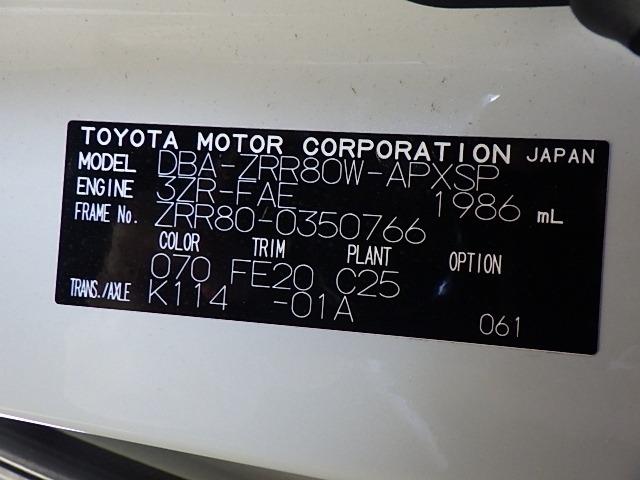 TOYOTA MOTOR CORPORATION JAPAN
MODEL DBA-ZRR80W-APXSP
ENGINE 3ZR-FAE 1986 mL
FRAME No. ZRR80-0350766
COLOR TRIM PLANT OPTION
070 FE20 C25
TRANS./AXLE K114 -01A
061